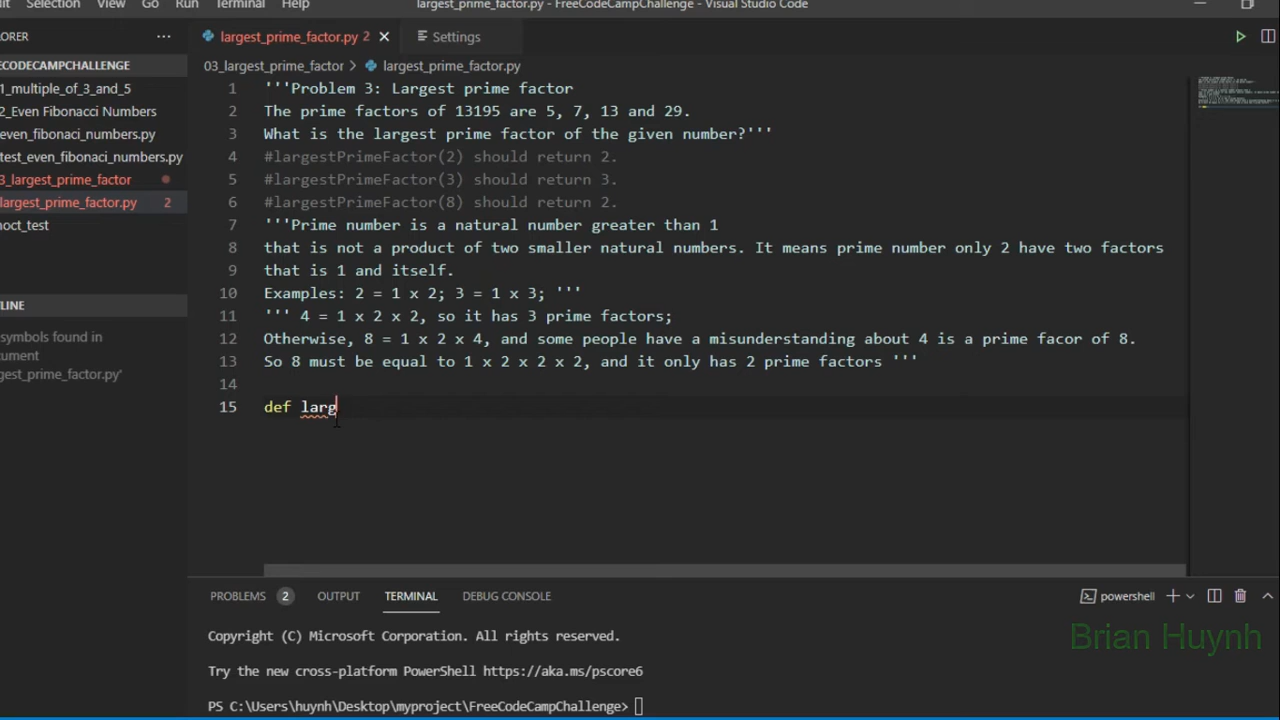 Selection View Go Run Terminal Help largest_prime_factor.py - FreeCodeCampChallenge - Visual Studio Code
largest_prime_factor.py 2 Settings
03_largest_prime_factor > largest_prime_factor.py
ECODECAMPCHALLENGE
1_multiple_of_3_and_5
2_Even Fibonacci Numbers
even_fibonaci_numbers.py
test_even_fibonaci_numbers.py
3_largest_prime_factor
largest_prime_factor.py 2
symbols found in
gest_prime_factor.py'
1 '''Problem 3: Largest prime factor
2 The prime factors of 13195 are 5, 7, 13 and 29.
3 What is the largest prime factor of the given number?'''
4 #largestPrimeFactor(2) should return 2.
5 #largestPrimeFactor(3) should return 3.
6 #largestPrimeFactor(8) should return 2.
7 '''Prime number is a natural number greater than 1
8 that is not a product of two smaller natural numbers. It means prime number only 2 have two factors
9 that is 1 and itself.
10 Examples: 2 = 1 x 2; 3 = 1 x 3; '''
11 ''' 4 = 1 x 2 x 2, so it has 3 prime factors;
12 Otherwise, 8 = 1 x 2 x 4, and some people have a misunderstanding about 4 is a prime facor of 8.
13 So 8 must be equal to 1 x 2 x 2 x 2, and it only has 2 prime factors '''
14
15 def larg
PROBLEMS 2 OUTPUT TERMINAL DEBUG CONSOLE powershell
Copyright (C) Microsoft Corporation. All rights reserved.
Try the new cross-platform PowerShell https://aka.ms/pscore6
PS C:\Users\huynh\Desktop\myproject\FreeCodeCampChallenge>
Brian Huynh